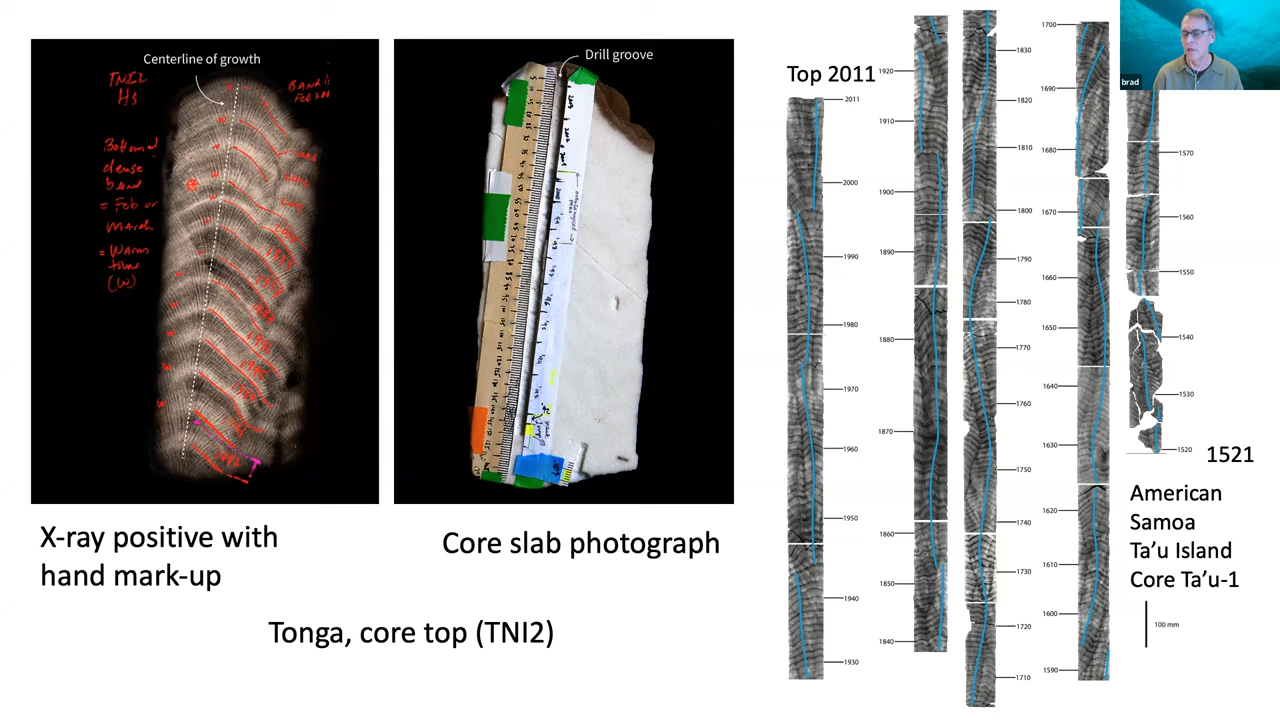 Centerline of growth
TNI2
H3
Bottom of
dense
band
= Feb or
March
= Warm
time
(W)
1992
Drill groove
X-ray positive with
hand mark-up
Core slab photograph
Tonga, core top (TNI2)
Top 2011
2011
2000
1990
1980
1970
1960
1950
1940
1930
1920
1910
1900
1890
1880
1870
1860
1850
1840
1830
1820
1810
1800
1790
1780
1770
1760
1750
1740
1730
1720
1710
1700
1690
1680
1670
1660
1650
1640
1630
1620
1610
1600
1590
1570
1560
1550
1540
1530
1520
1521
American
Samoa
Ta’u Island
Core Ta’u-1
100 mm
brad